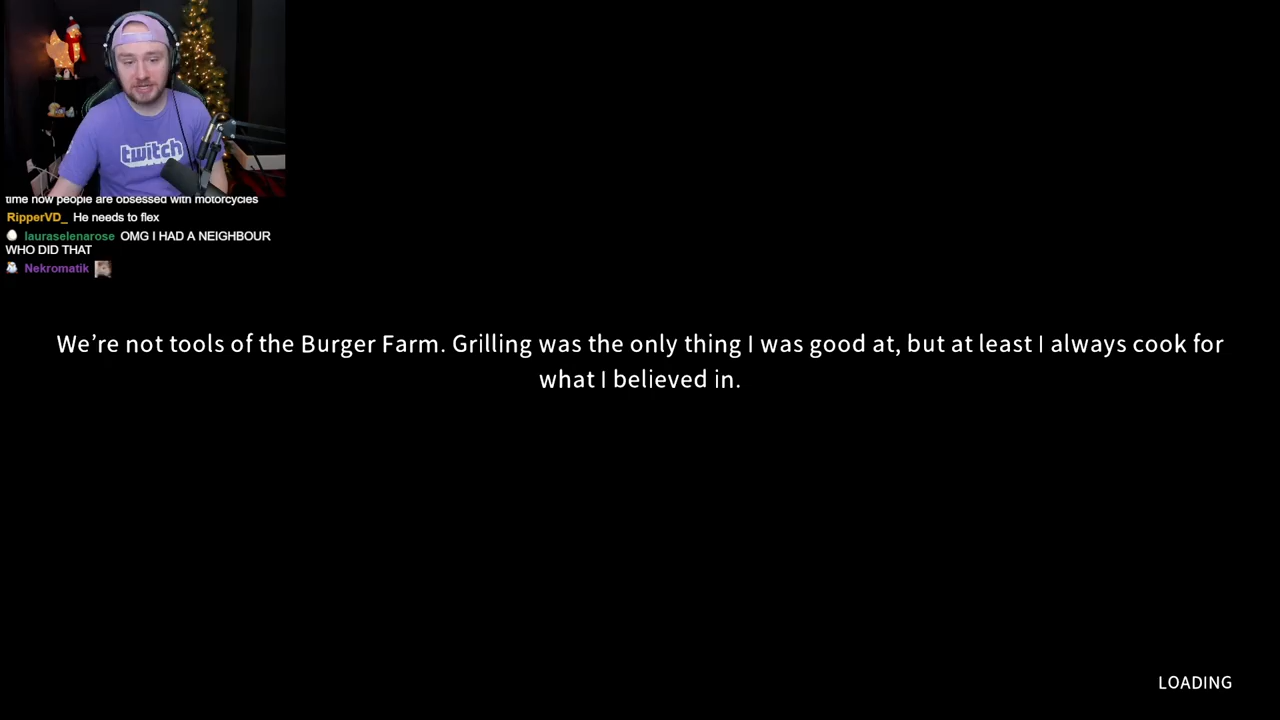 twitch
time now people are obsessed with motorcycles
RipperVD_ He needs to flex
lauraselenarose OMG I HAD A NEIGHBOUR
WHO DID THAT
Nekromatik
We’re not tools of the Burger Farm. Grilling was the only thing I was good at, but at least I always cook for
what I believed in.
LOADING